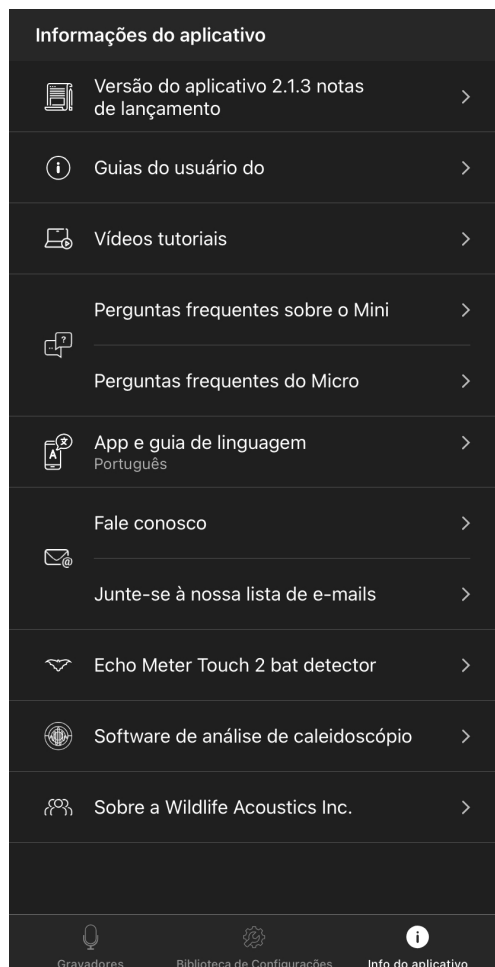 Informações do aplicativo
Versão do aplicativo 2.1.3 notas
de lançamento
Guias do usuário do
Vídeos tutoriais
Perguntas frequentes sobre o Mini
Perguntas frequentes do Micro
App e guia de linguagem
Português
Fale conosco
Junte-se à nossa lista de e-mails
Echo Meter Touch 2 bat detector
Software de análise de caleidoscópio
Sobre a Wildlife Acoustics Inc.
Gravadores
Biblioteca de Configurações
Info do aplicativo